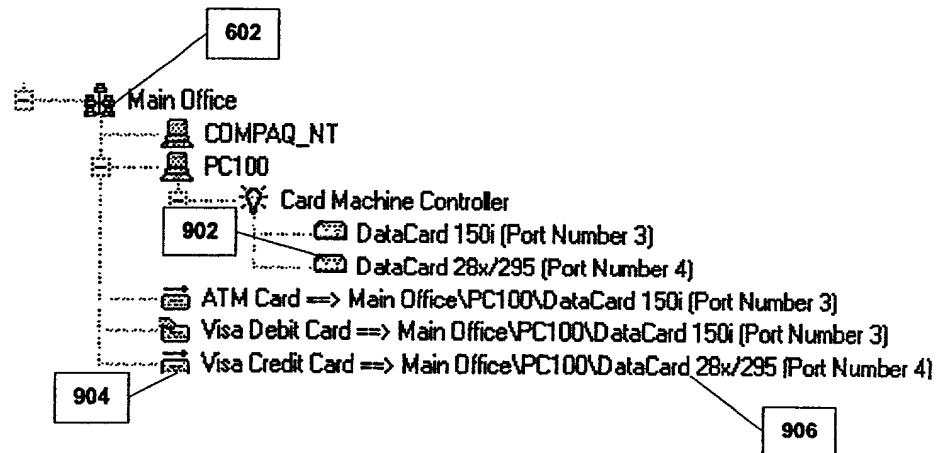 602
Main Office
COMPAQ_NT
PC100
Card Machine Controller
902
DataCard 150i (Port Number 3)
DataCard 28x/295 (Port Number 4)
ATM Card ==> Main Office\PC100\DataCard 150i (Port Number 3)
Visa Debit Card ==> Main Office\PC100\DataCard 150i (Port Number 3)
Visa Credit Card ==> Main Office\PC100\DataCard 28x/295 (Port Number 4)
904
906